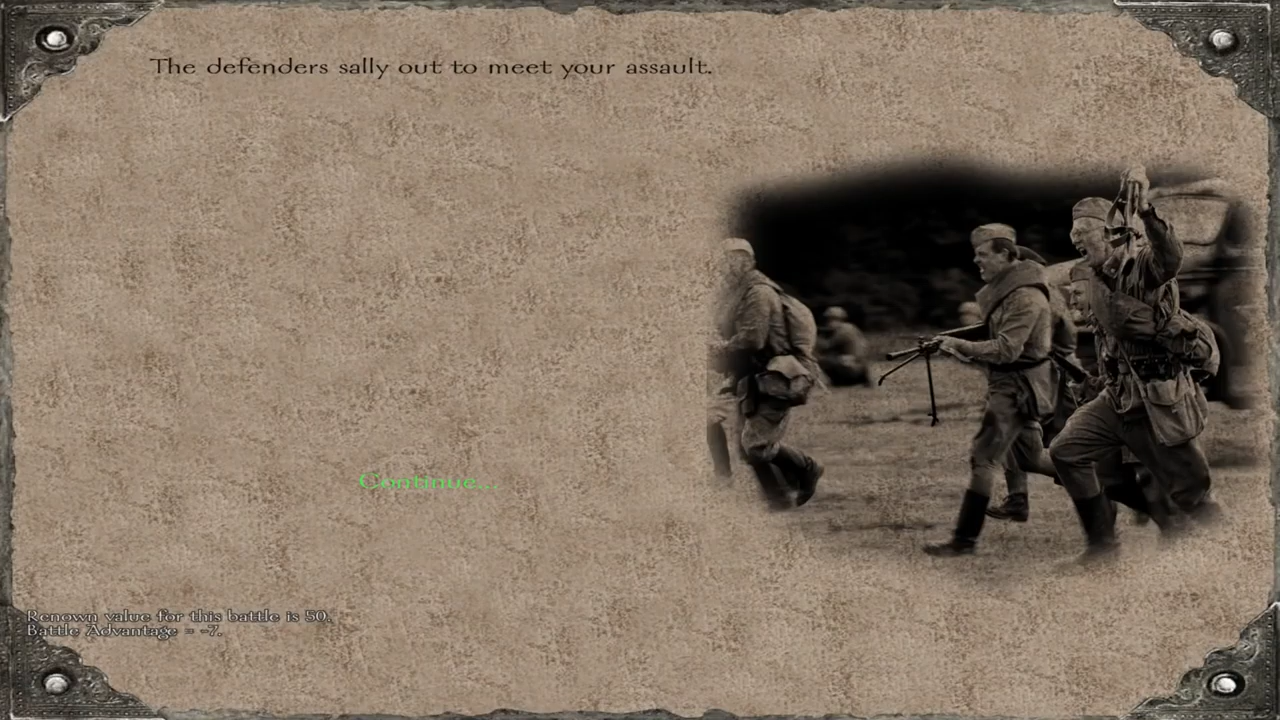 The defenders sally out to meet your assault.
Continue...
Renown value for this battle is 50.
Battle Advantage = -7.